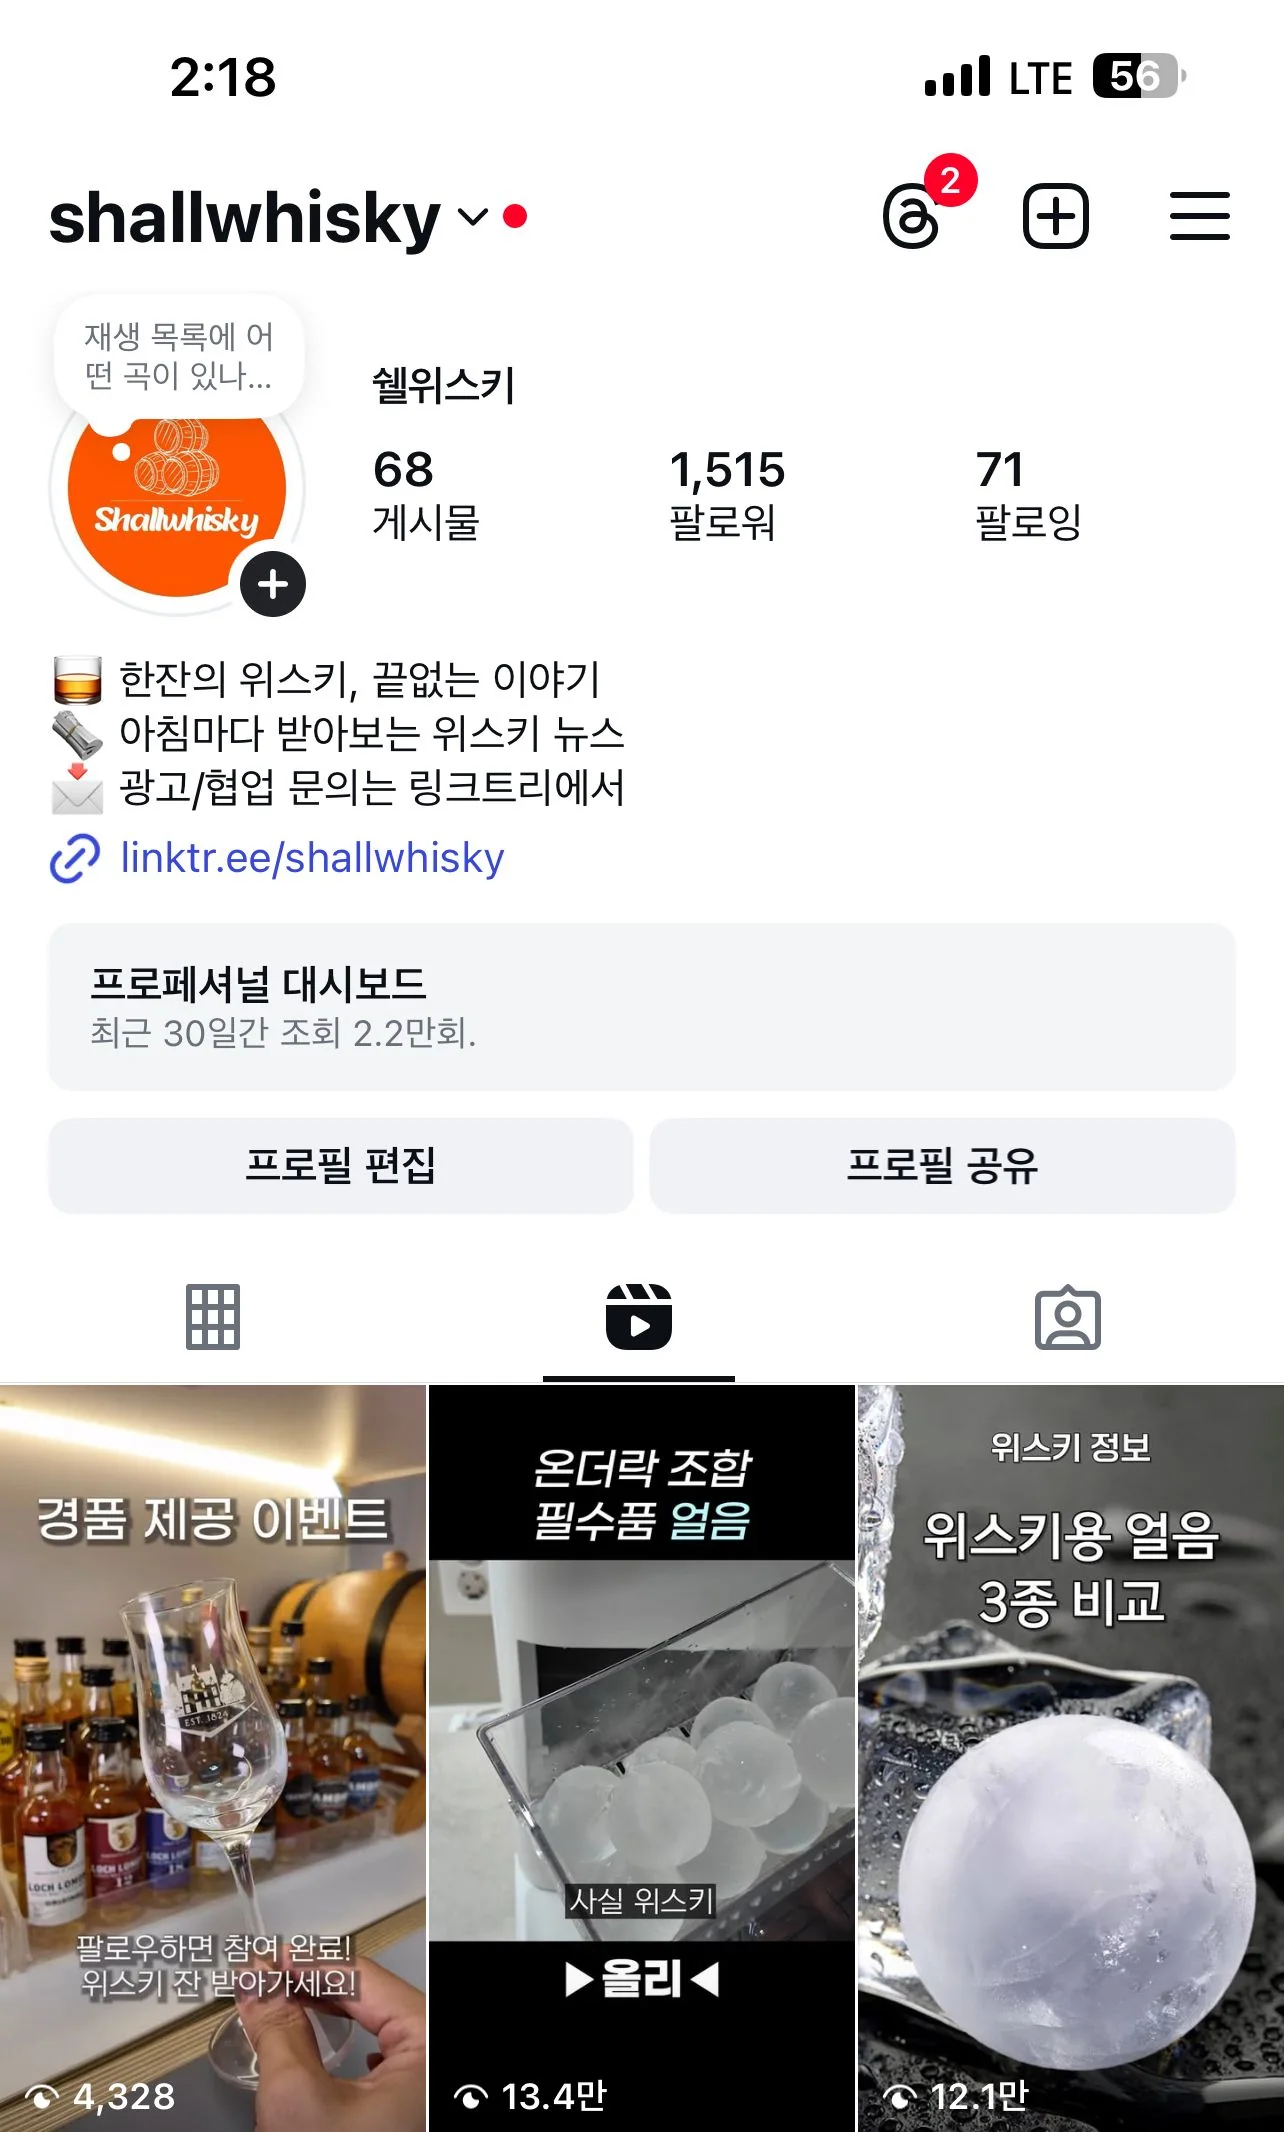 2:18
LTE
56
shallwhisky
2
재생 목록에 어
떤 곡이 있나...
Shallwhisky
쉘위스키
68
1,515
71
게시물
팔로워
팔로잉
한잔의 위스키, 끝없는 이야기
아침마다 받아보는 위스키 뉴스
광고/협업 문의는 링크트리에서
linktr.ee/shallwhisky
프로페셔널 대시보드
최근 30일간 조회 2.2만회.
프로필 편집
프로필 공유
경품 제공 이벤트
EST. 1824
LOCH LOMOND
팔로우하면 참여 완료!
위스키 잔 받아가세요!
4,328
온더락 조합
필수품 얼음
사실 위스키
▶올리◀
13.4만
위스키 정보
위스키용 얼음
3종 비교
12.1만